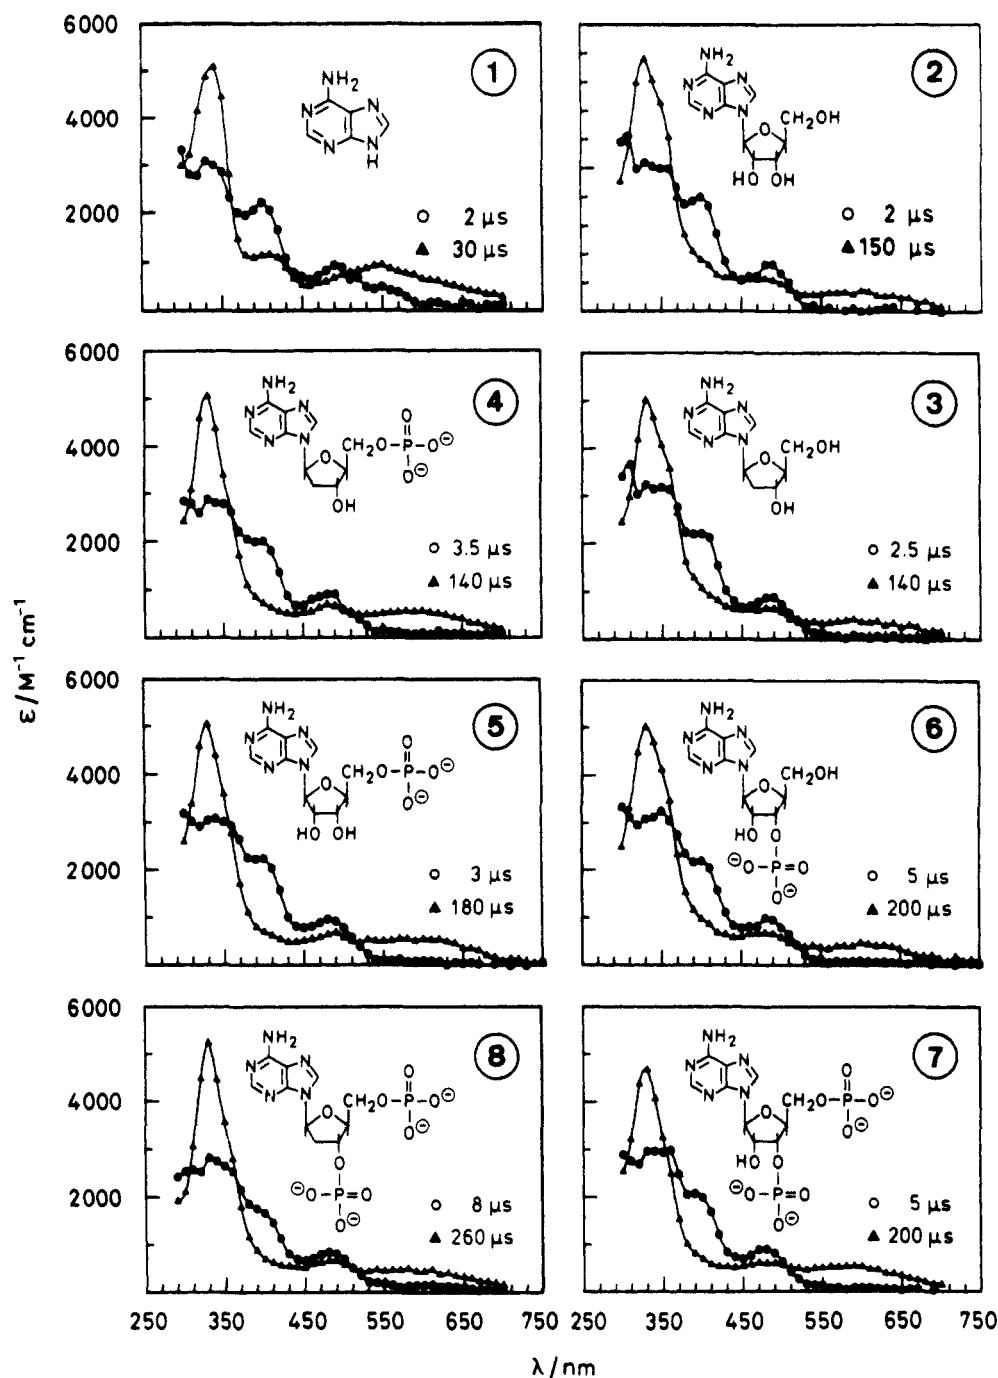 6000
4000
2000
1
NH2
N
N
N
N
H
○ 2 μs
▲ 30 μs
2
NH2
N
N
N
N
O
CH2OH
HO OH
○ 2 μs
▲ 150 μs
6000
4000
2000
4
NH2
N
N
N
N
O
CH2O-P-O⊖
O
O⊖
OH
○ 3.5 μs
▲ 140 μs
3
NH2
N
N
N
N
O
CH2OH
OH
○ 2.5 μs
▲ 140 μs
ε/M⁻¹ cm⁻¹
6000
4000
2000
5
NH2
N
N
N
N
O
CH2O-P-O⊖
O
O⊖
HO OH
○ 3 μs
▲ 180 μs
6
NH2
N
N
N
N
O
CH2OH
HO O
⊖O-P=O
O⊖
○ 5 μs
▲ 200 μs
6000
4000
2000
8
NH2
N
N
N
N
O
CH2O-P-O⊖
O
O⊖
O
⊖O-P=O
O⊖
○ 8 μs
▲ 260 μs
7
NH2
N
N
N
N
O
CH2O-P-O⊖
O
O⊖
HO O
⊖O-P=O
O⊖
○ 5 μs
▲ 200 μs
250 350 450 550 650 750
350 450 550 650 750
λ/nm